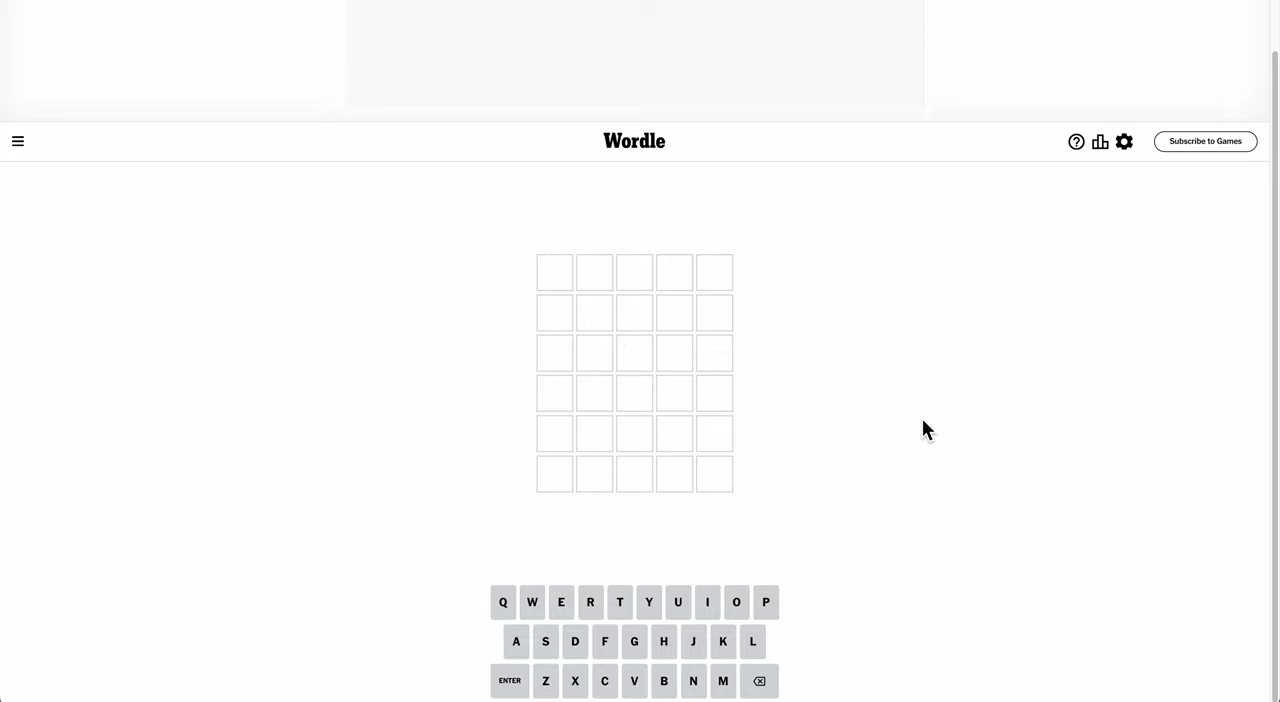 Wordle
Subscribe to Games
Q W E R T Y U I O P
A S D F G H J K L
ENTER Z X C V B N M